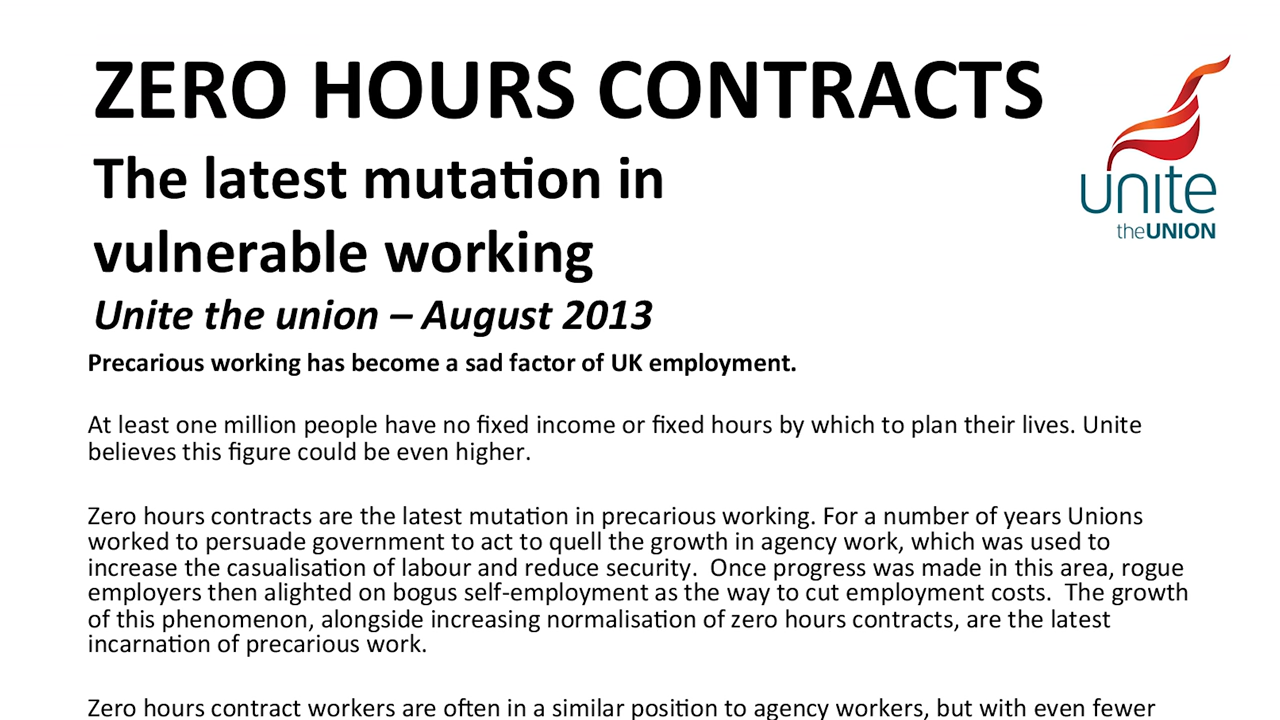 ZERO HOURS CONTRACTS
The latest mutation in
vulnerable working
Unite the union – August 2013
unite
theUNION
Precarious working has become a sad factor of UK employment.
At least one million people have no fixed income or fixed hours by which to plan their lives. Unite
believes this figure could be even higher.
Zero hours contracts are the latest mutation in precarious working. For a number of years Unions
worked to persuade government to act to quell the growth in agency work, which was used to
increase the casualisation of labour and reduce security.  Once progress was made in this area, rogue
employers then alighted on bogus self-employment as the way to cut employment costs.  The growth
of this phenomenon, alongside increasing normalisation of zero hours contracts, are the latest
incarnation of precarious work.
Zero hours contract workers are often in a similar position to agency workers, but with even fewer